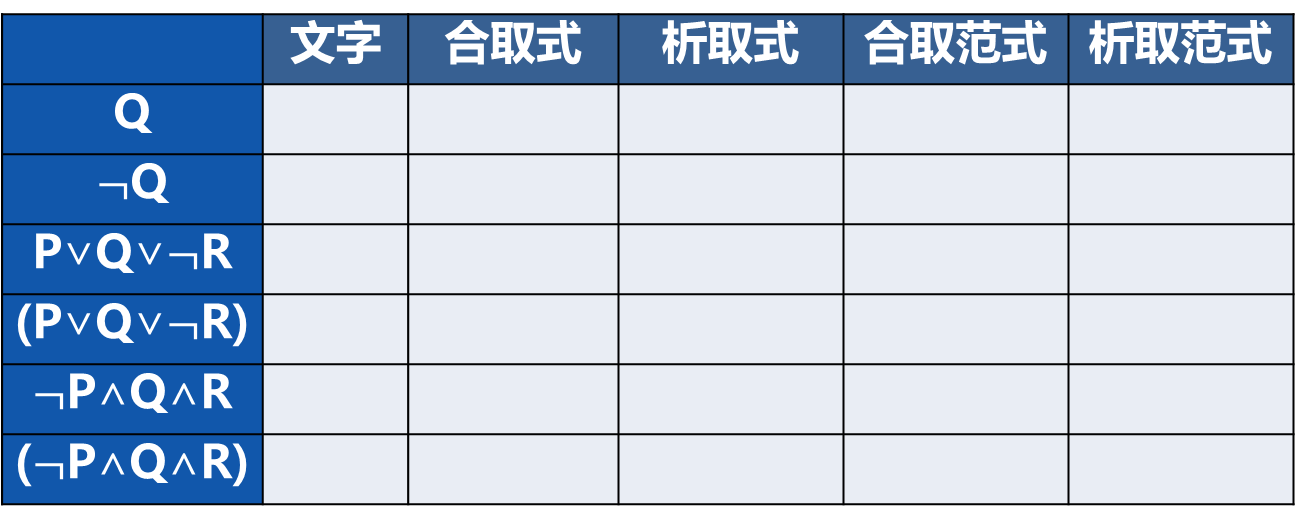 文字 合取式 析取式 合取范式 析取范式
Q
¬Q
P∨Q∨¬R
(P∨Q∨¬R)
¬P∧Q∧R
(¬P∧Q∧R)